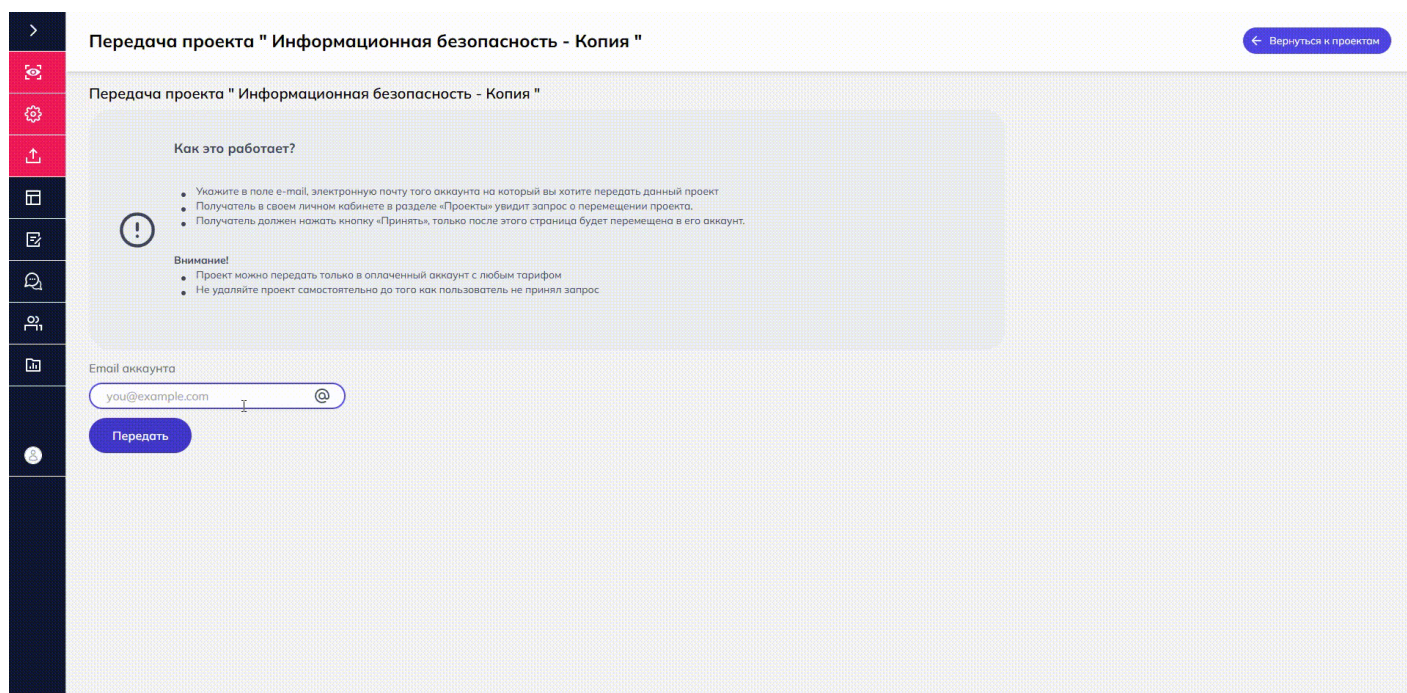 Передача проекта " Информационная безопасность - Копия "
Вернуться к проектам
Передача проекта " Информационная безопасность - Копия "
Как это работает?
Укажите в поле e-mail, электронную почту того аккаунта на который вы хотите передать данный проект
Получатель в своем личном кабинете в разделе «Проекты» увидит запрос о перемещении проекта.
Получатель должен нажать кнопку «Принять», только после этого страница будет перемещена в его аккаунт.
Внимание!
Проект можно передать только в оплаченный аккаунт с любым тарифом
Не удаляйте проект самостоятельно до того как пользователь не принял запрос
Email аккаунта
you@example.com
Передать